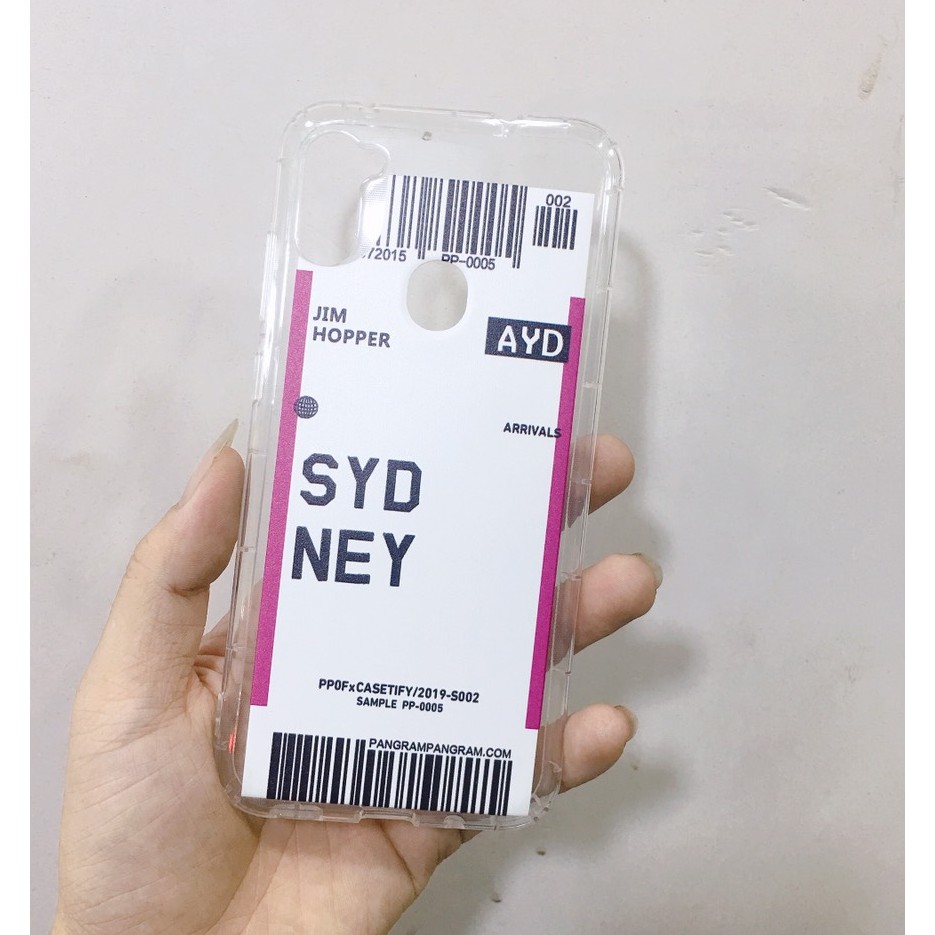 002
/2015 PP-0005
JIM
HOPPER
AYD
ARRIVALS
SYD
NEY
PP0FxCASETIFY/2019-S002
SAMPLE PP-0005
PANGRAMPANGRAM.COM